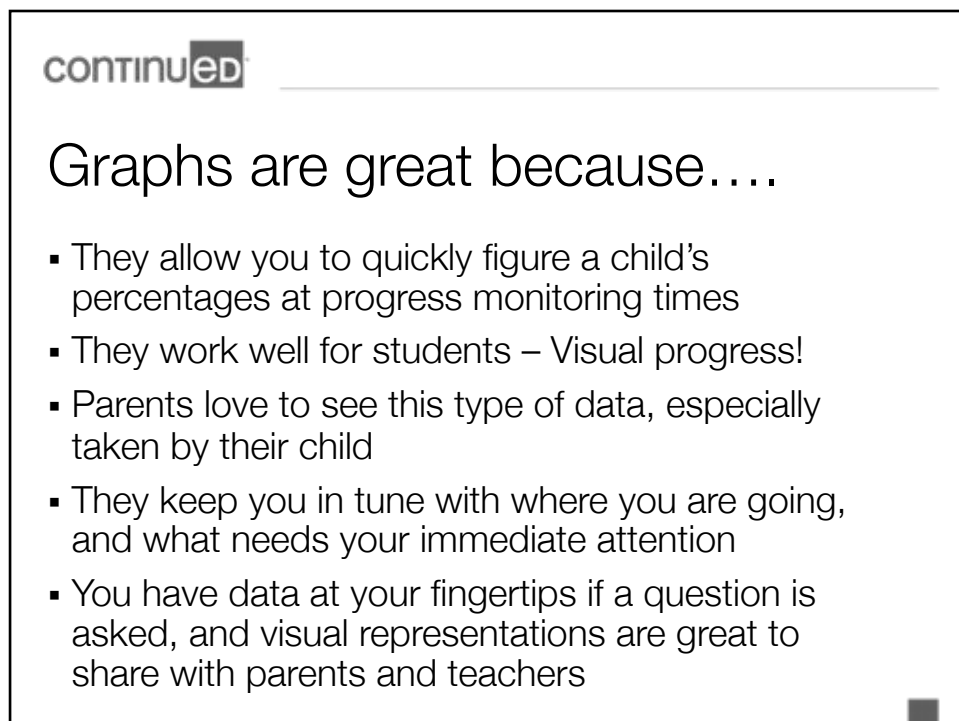 continued
Graphs are great because….
▪ They allow you to quickly figure a child’s
percentages at progress monitoring times
▪ They work well for students – Visual progress!
▪ Parents love to see this type of data, especially
taken by their child
▪ They keep you in tune with where you are going,
and what needs your immediate attention
▪ You have data at your fingertips if a question is
asked, and visual representations are great to
share with parents and teachers